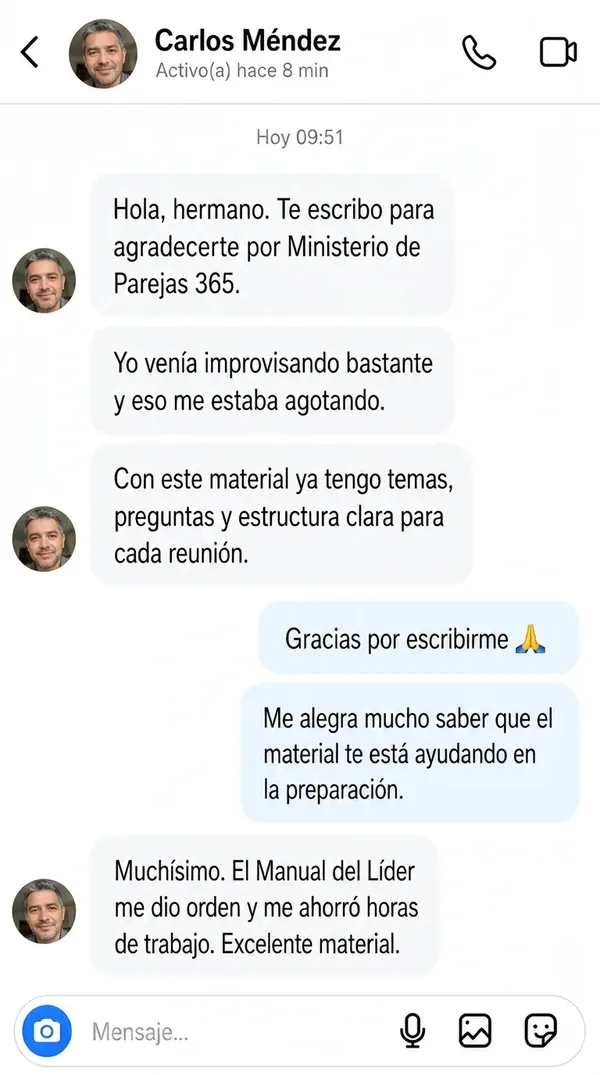 Carlos Méndez
Activo(a) hace 8 min
Hoy 09:51
Hola, hermano. Te escribo para
agradecerte por Ministerio de
Parejas 365.
Yo venía improvisando bastante
y eso me estaba agotando.
Con este material ya tengo temas,
preguntas y estructura clara para
cada reunión.
Gracias por escribirme 🙏
Me alegra mucho saber que el
material te está ayudando en
la preparación.
Muchísimo. El Manual del Líder
me dio orden y me ahorró horas
de trabajo. Excelente material.
Mensaje...